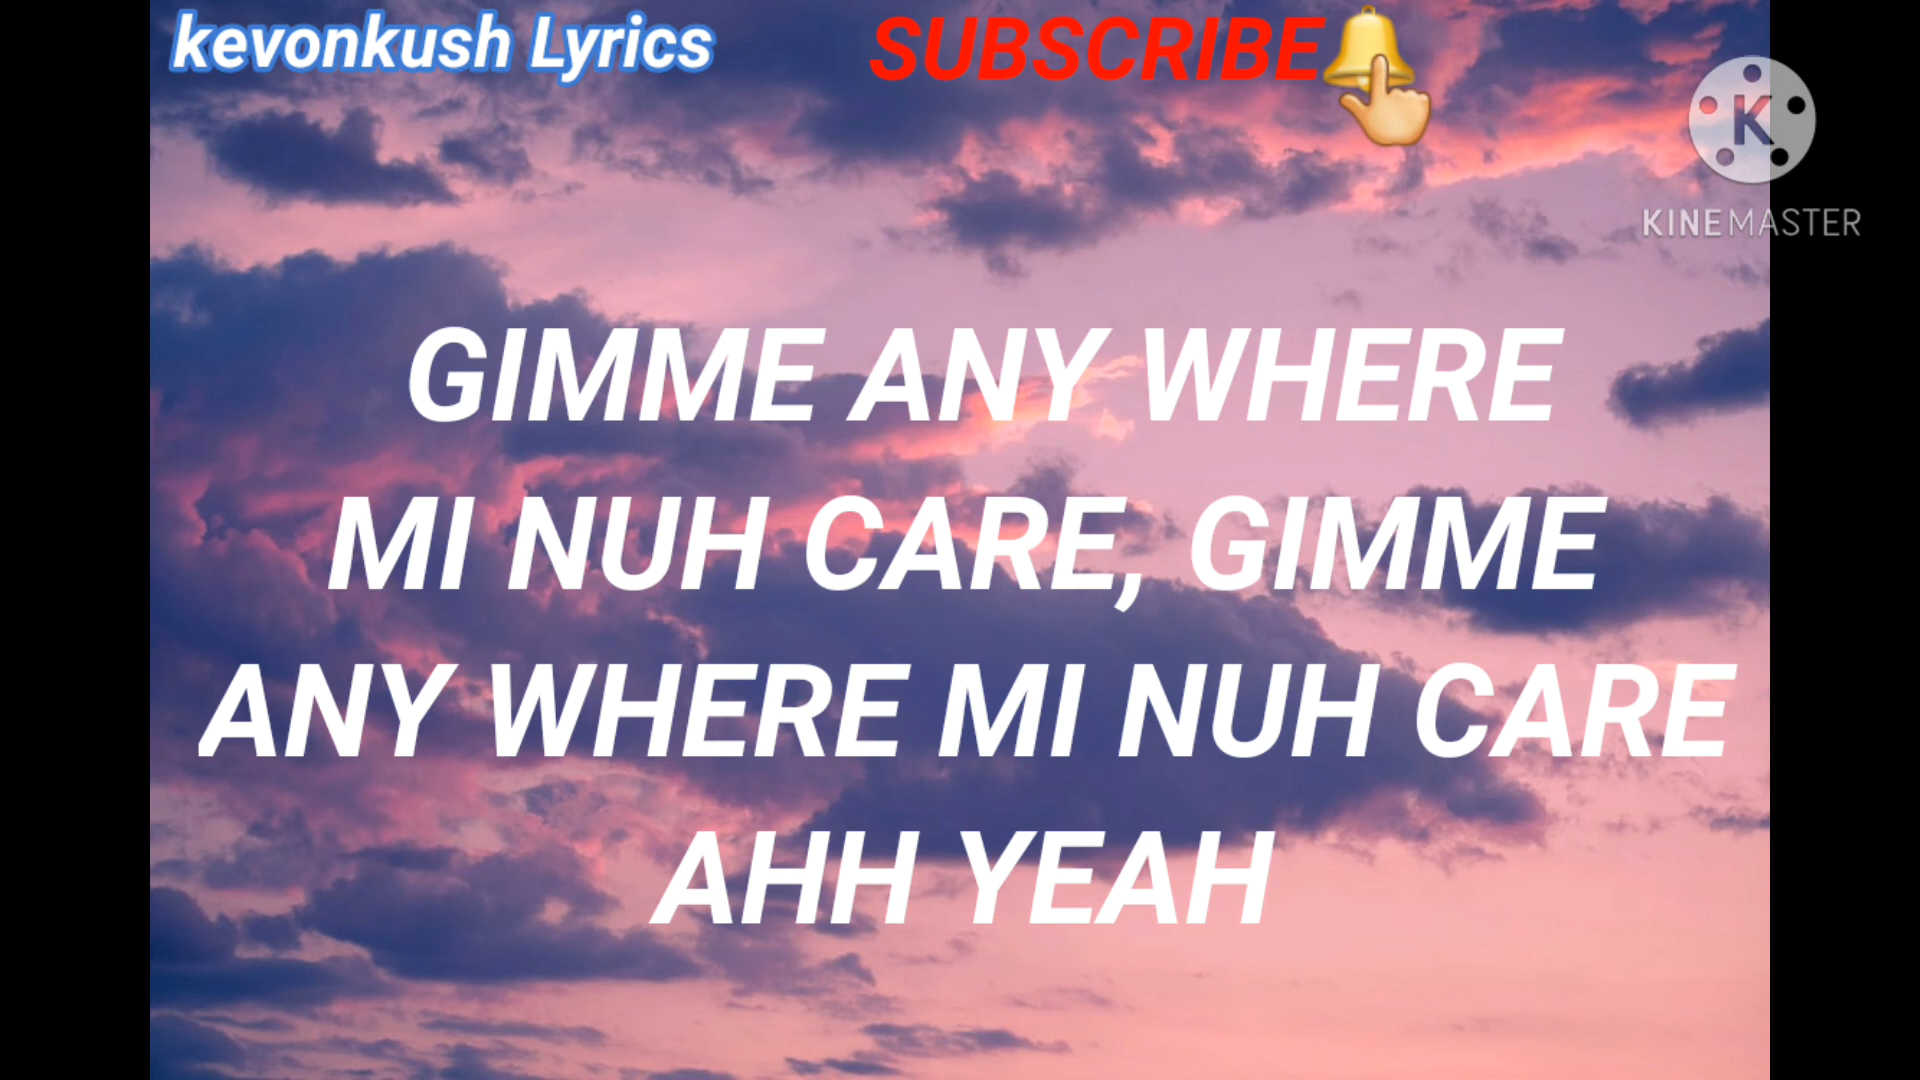 kevonkush Lyrics
SUBSCRIBE
K
KINEMASTER
GIMME ANY WHERE
MI NUH CARE, GIMME
ANY WHERE MI NUH CARE
AHH YEAH